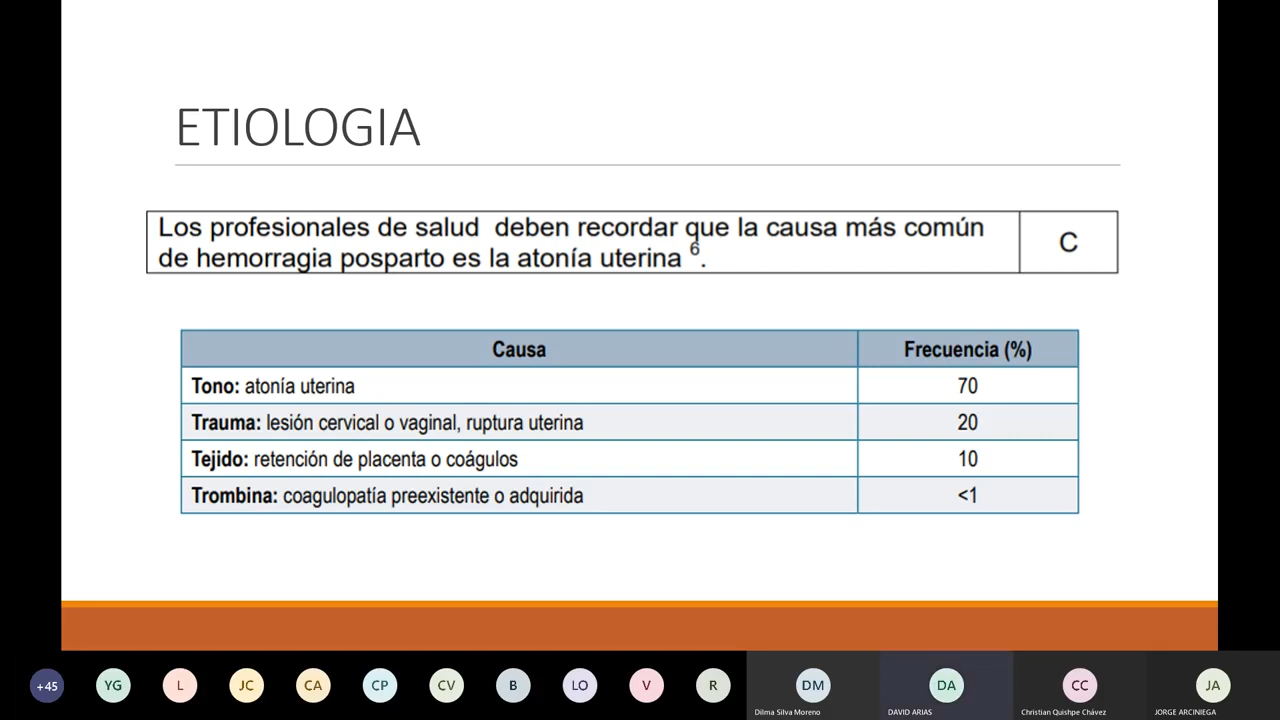 ETIOLOGIA
Los profesionales de salud deben recordar que la causa más común
de hemorragia posparto es la atonía uterina 6.
C
Causa Frecuencia (%)
Tono: atonía uterina 70
Trauma: lesión cervical o vaginal, ruptura uterina 20
Tejido: retención de placenta o coágulos 10
Trombina: coagulopatía preexistente o adquirida <1
+45 YG L JC CA CP CV B LO V R DM DA CC JA
Dilma Silva Moreno DAVID ARIAS Christian Quishpe Chávez JORGE ARCINIEGA